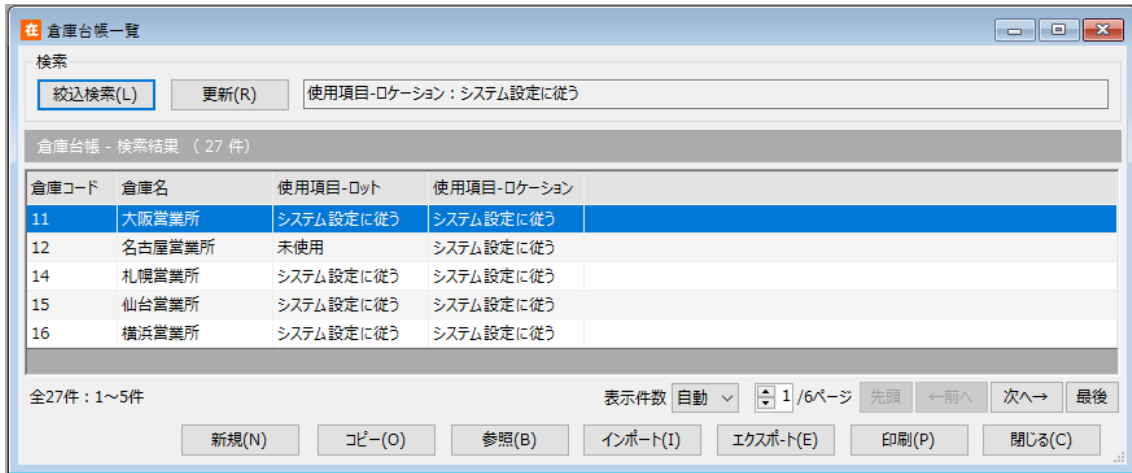 在 倉庫台帳一覧
検索
絞込検索(L) 更新(R) 使用項目-ロケーション：システム設定に従う
倉庫台帳 - 検索結果 （ 27 件）
倉庫コード 倉庫名 使用項目-ロット 使用項目-ロケーション
11 大阪営業所 システム設定に従う システム設定に従う
12 名古屋営業所 未使用 システム設定に従う
14 札幌営業所 システム設定に従う システム設定に従う
15 仙台営業所 システム設定に従う システム設定に従う
16 横浜営業所 システム設定に従う システム設定に従う
全27件：1～5件 表示件数 自動 1 /6ページ 先頭 ←前へ 次へ→ 最後
新規(N) コピー(O) 参照(B) インポート(I) エクスポート(E) 印刷(P) 閉じる(C)